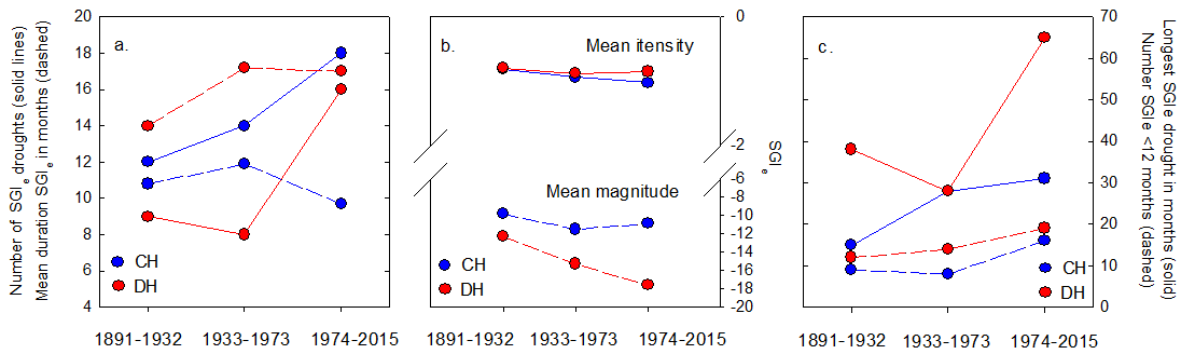 Number of SGIe droughts (solid lines)
Mean duration SGIe in months (dashed)
20
18
16
14
12
10
8
6
4
a.
CH
DH
1891-1932
1933-1973
1974-2015
b.
Mean itensity
Mean magnitude
CH
DH
1891-1932
1933-1973
1974-2015
0
-2
-6
-8
-10
-12
-14
-16
-18
-20
SGIe
c.
CH
DH
1891-1932
1933-1973
1974-2015
70
60
50
40
30
20
10
0
Longest SGIe drought in months (solid)
Number SGIe <12 months (dashed)